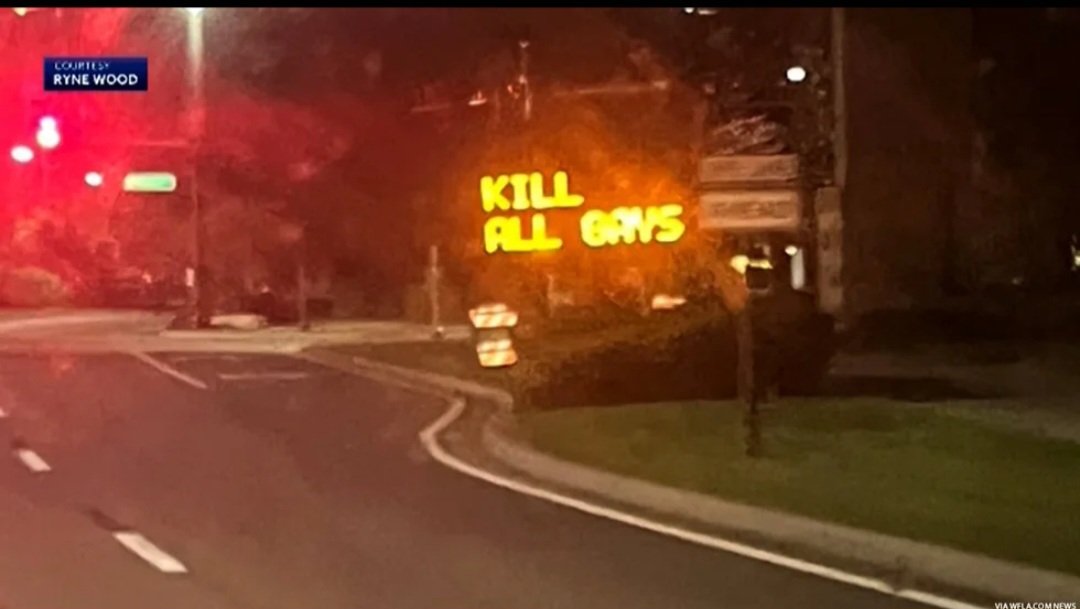 COURTESY
RYNE WOOD
KILL
ALL GAYS
VIA WFLA.COM NEWS